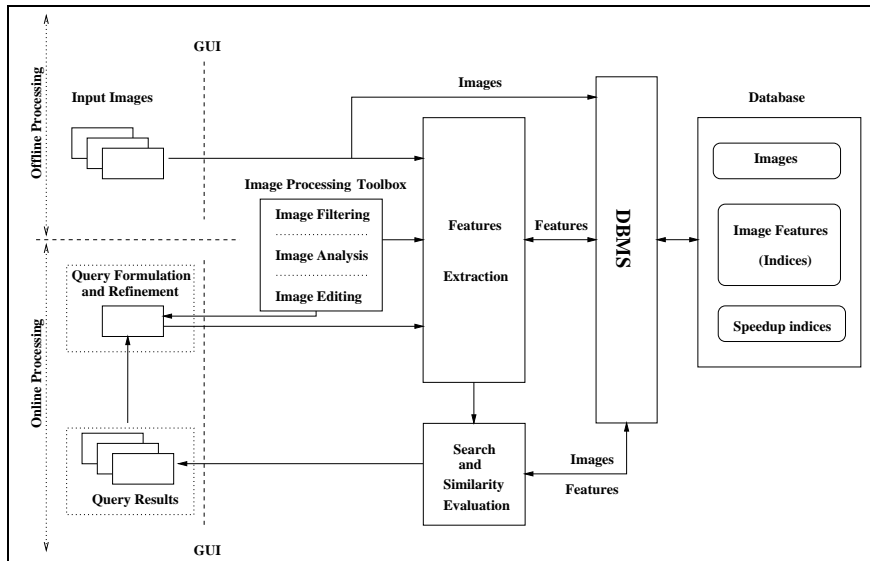 GUI
Offline Processing
Input Images
Images
Database
Image Processing Toolbox
Image Filtering
Image Analysis
Image Editing
Features
Extraction
Features
DBMS
Images
Image Features
(Indices)
Speedup indices
Online Processing
Query Formulation
and Refinement
Query Results
Search
and
Similarity
Evaluation
Images
Features
GUI